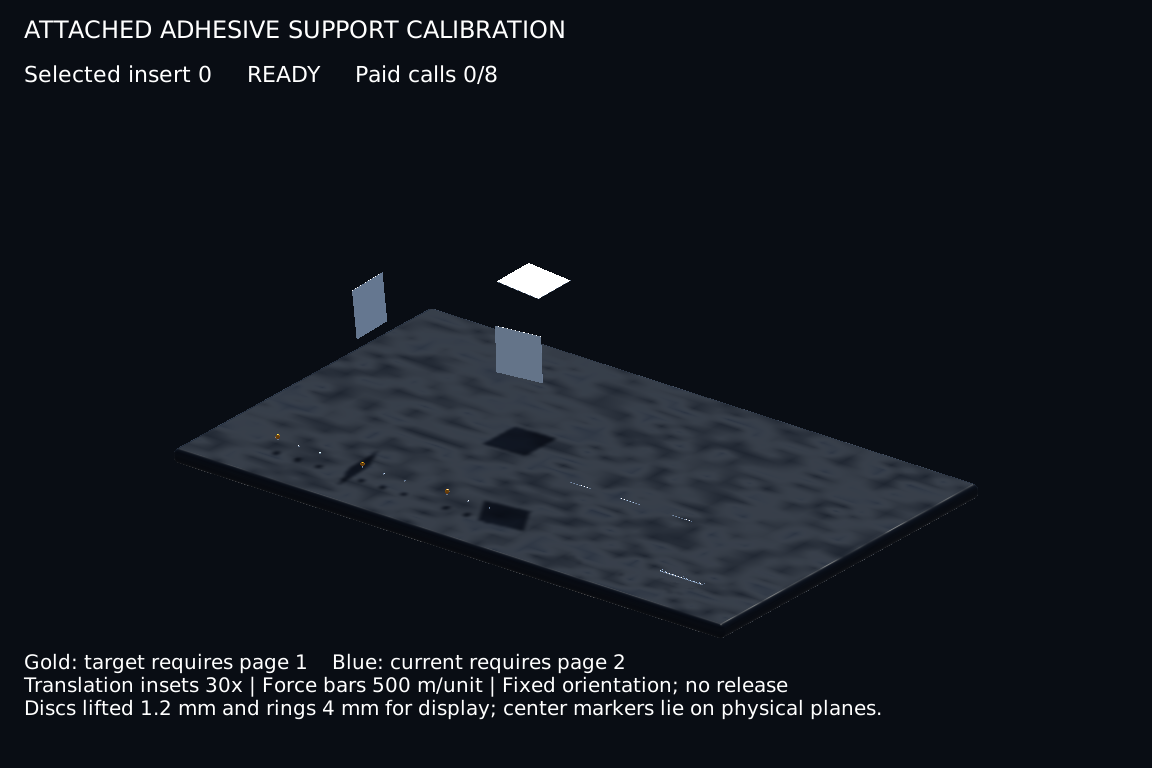 ATTACHED ADHESIVE SUPPORT CALIBRATION
Selected insert 0 READY Paid calls 0/8
Gold: target requires page 1 Blue: current requires page 2
Translation insets 30x | Force bars 500 m/unit | Fixed orientation; no release
Discs lifted 1.2 mm and rings 4 mm for display; center markers lie on physical planes.